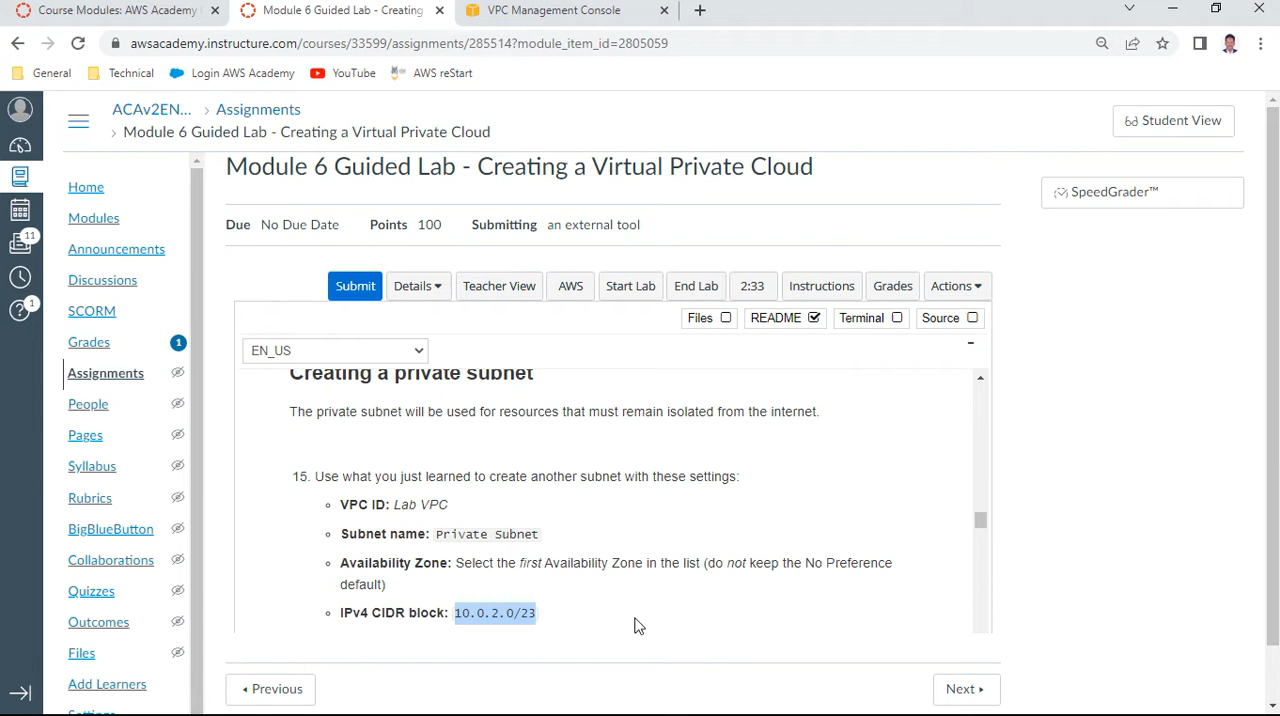 Course Modules: AWS Academy
Module 6 Guided Lab - Creating
VPC Management Console
awsacademy.instructure.com/courses/33599/assignments/285514?module_item_id=2805059
General
Technical
Login AWS Academy
YouTube
AWS reStart
ACAv2EN... › Assignments
› Module 6 Guided Lab - Creating a Virtual Private Cloud
Student View
SpeedGrader™
11
1
Home
Modules
Announcements
Discussions
SCORM
Grades 1
Assignments
People
Pages
Syllabus
Rubrics
BigBlueButton
Collaborations
Quizzes
Outcomes
Files
Add Learners
Settings
Module 6 Guided Lab - Creating a Virtual Private Cloud
Due No Due Date Points 100 Submitting an external tool
Submit Details Teacher View AWS Start Lab End Lab 2:33 Instructions Grades Actions
Files README Terminal Source
EN_US
Creating a private subnet
The private subnet will be used for resources that must remain isolated from the internet.
15. Use what you just learned to create another subnet with these settings:
VPC ID: Lab VPC
Subnet name: Private Subnet
Availability Zone: Select the first Availability Zone in the list (do not keep the No Preference
default)
IPv4 CIDR block: 10.0.2.0/23
Previous
Next